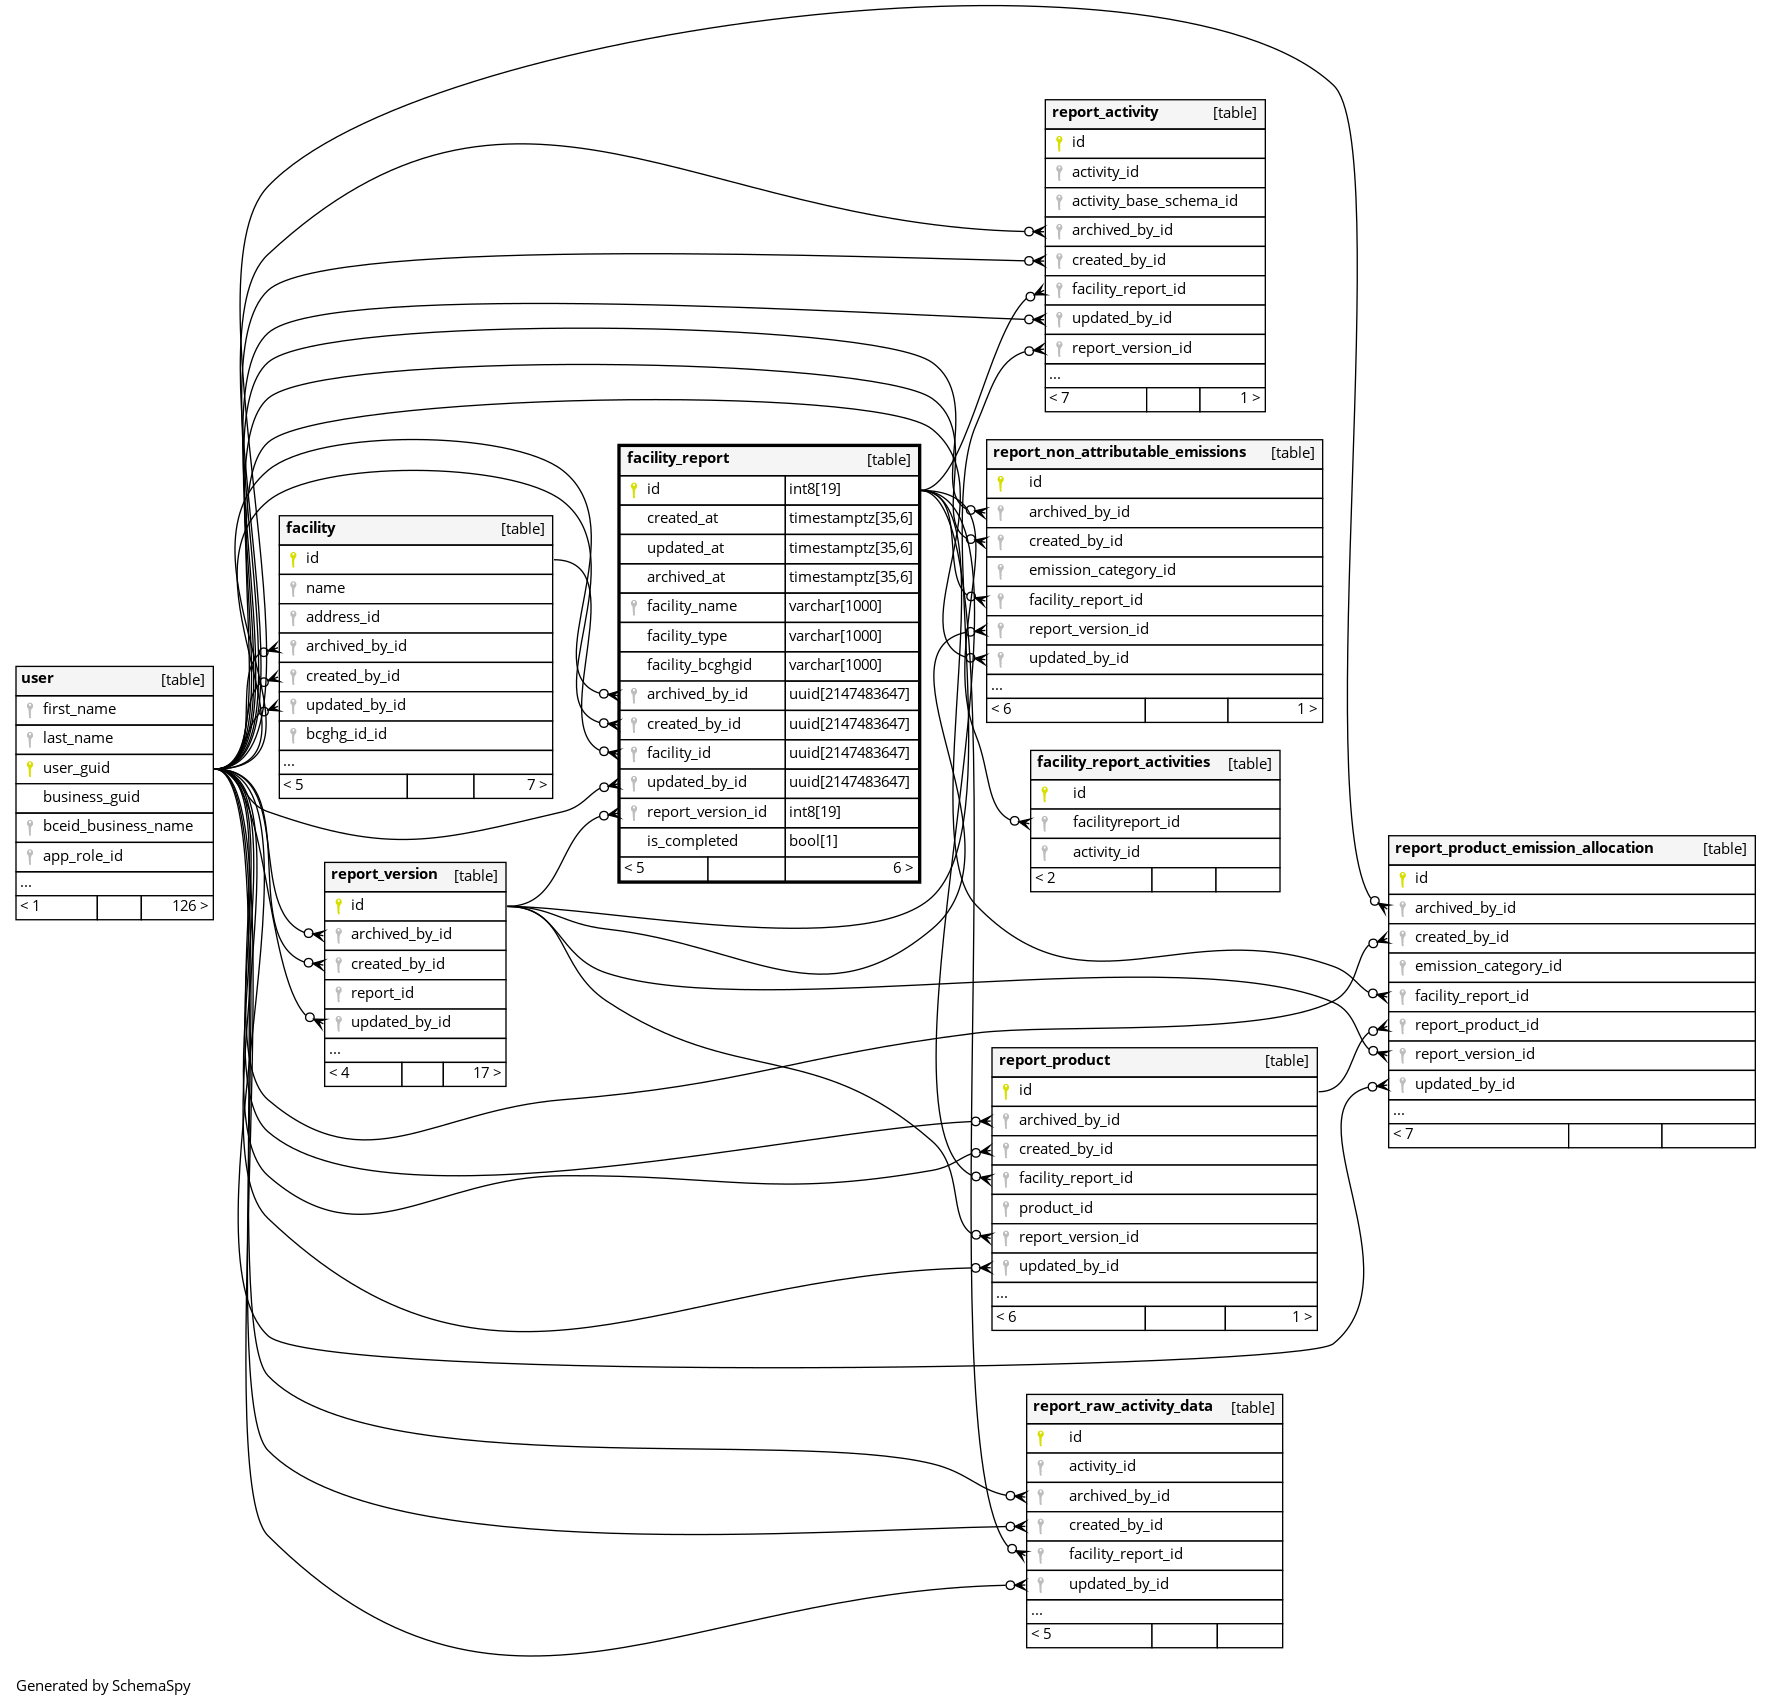 report_activity [table]
id
activity_id
activity_base_schema_id
archived_by_id
created_by_id
facility_report_id
updated_by_id
report_version_id
...
< 7 1 >
report_non_attributable_emissions [table]
id
archived_by_id
created_by_id
emission_category_id
facility_report_id
report_version_id
updated_by_id
...
< 6 1 >
facility_report [table]
id int8[19]
created_at timestamptz[35,6]
updated_at timestamptz[35,6]
archived_at timestamptz[35,6]
facility_name varchar[1000]
facility_type varchar[1000]
facility_bcghgid varchar[1000]
archived_by_id uuid[2147483647]
created_by_id uuid[2147483647]
facility_id uuid[2147483647]
updated_by_id uuid[2147483647]
report_version_id int8[19]
is_completed bool[1]
< 5 6 >
facility [table]
id
name
address_id
archived_by_id
created_by_id
updated_by_id
bcghg_id_id
...
< 5 7 >
user [table]
first_name
last_name
user_guid
business_guid
bceid_business_name
app_role_id
...
< 1 126 >
facility_report_activities [table]
id
facilityreport_id
activity_id
< 2
report_product_emission_allocation [table]
id
archived_by_id
created_by_id
emission_category_id
facility_report_id
report_product_id
report_version_id
updated_by_id
...
< 7
report_version [table]
id
archived_by_id
created_by_id
report_id
updated_by_id
...
< 4 17 >
report_product [table]
id
archived_by_id
created_by_id
facility_report_id
product_id
report_version_id
updated_by_id
...
< 6 1 >
report_raw_activity_data [table]
id
activity_id
archived_by_id
created_by_id
facility_report_id
updated_by_id
...
< 5
Generated by SchemaSpy